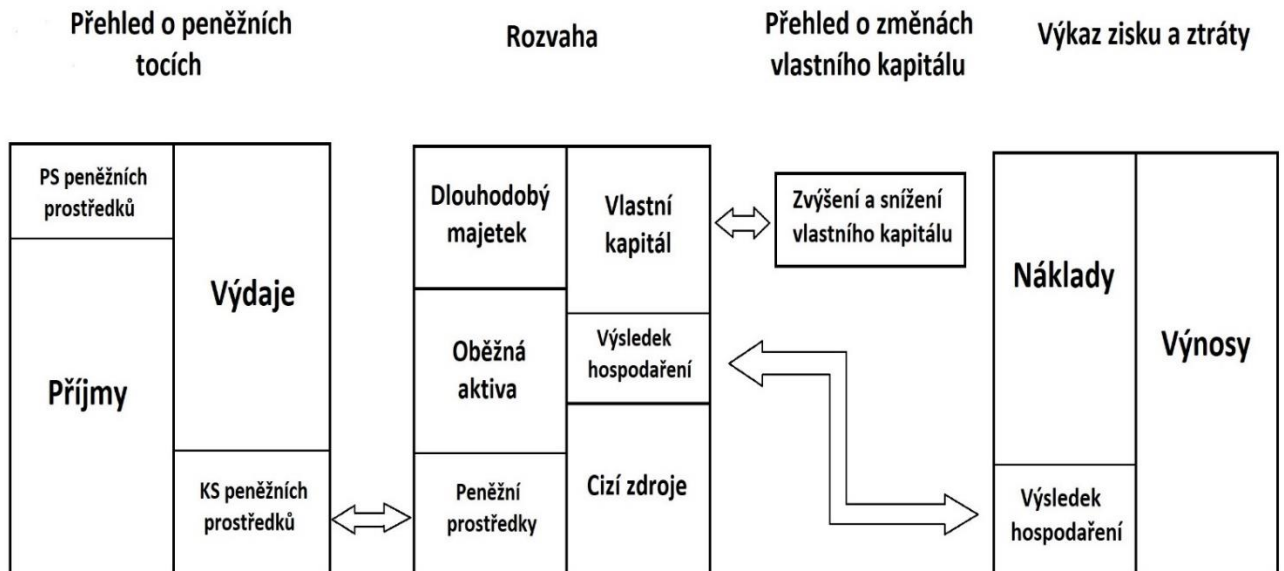 Přehled o peněžních
tocích
Rozvaha
Přehled o změnách
vlastního kapitálu
Výkaz zisku a ztráty
PS peněžních
prostředků
Příjmy
Výdaje
KS peněžních
prostředků
Dlouhodobý
majetek
Oběžná
aktiva
Peněžní
prostředky
Vlastní
kapitál
Výsledek
hospodaření
Cizí zdroje
Zvýšení a snížení
vlastního kapitálu
Náklady
Výsledek
hospodaření
Výnosy